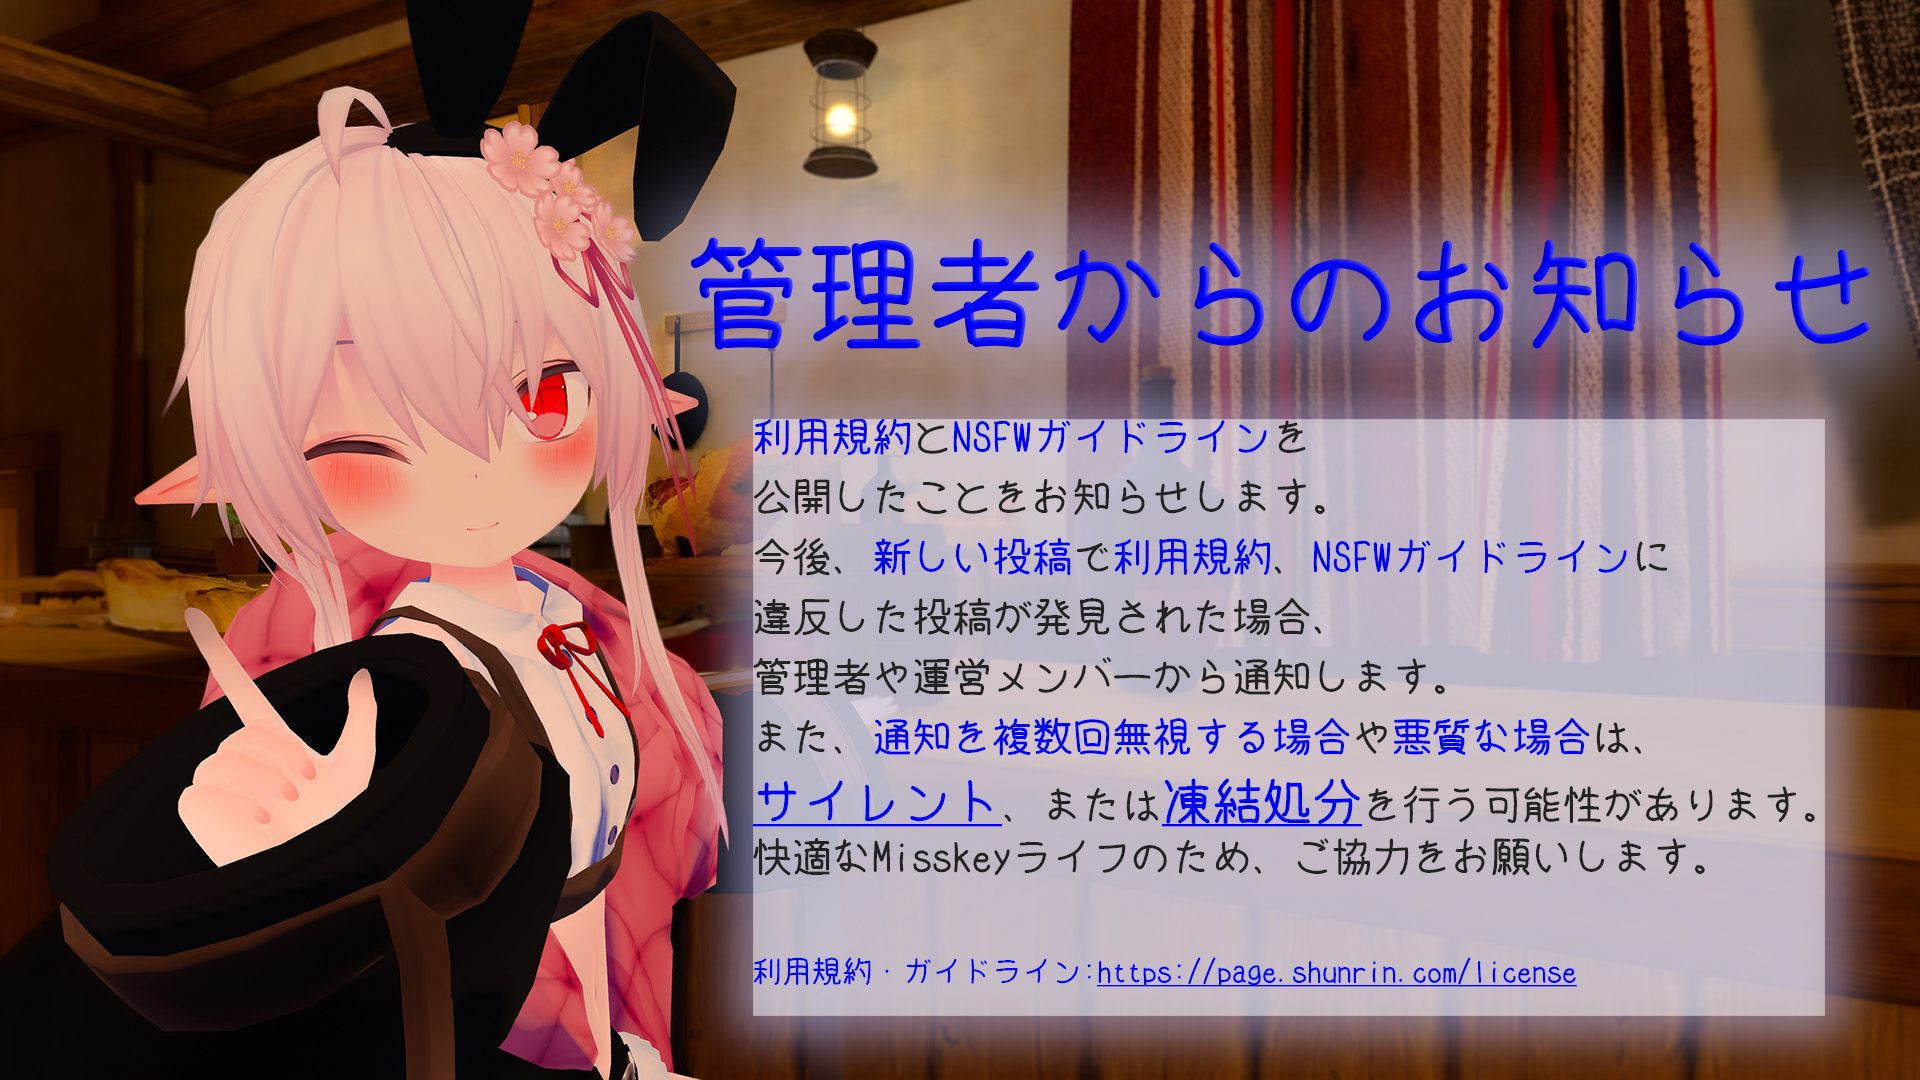 管理者からのお知らせ
利用規約とNSFWガイドラインを
公開したことをお知らせします。
今後、新しい投稿で利用規約、NSFWガイドラインに
違反した投稿が発見された場合、
管理者や運営メンバーから通知します。
また、通知を複数回無視する場合や悪質な場合は、
サイレント、または凍結処分を行う可能性があります。
快適なMisskeyライフのため、ご協力をお願いします。
利用規約・ガイドライン:https://page.shunrin.com/license